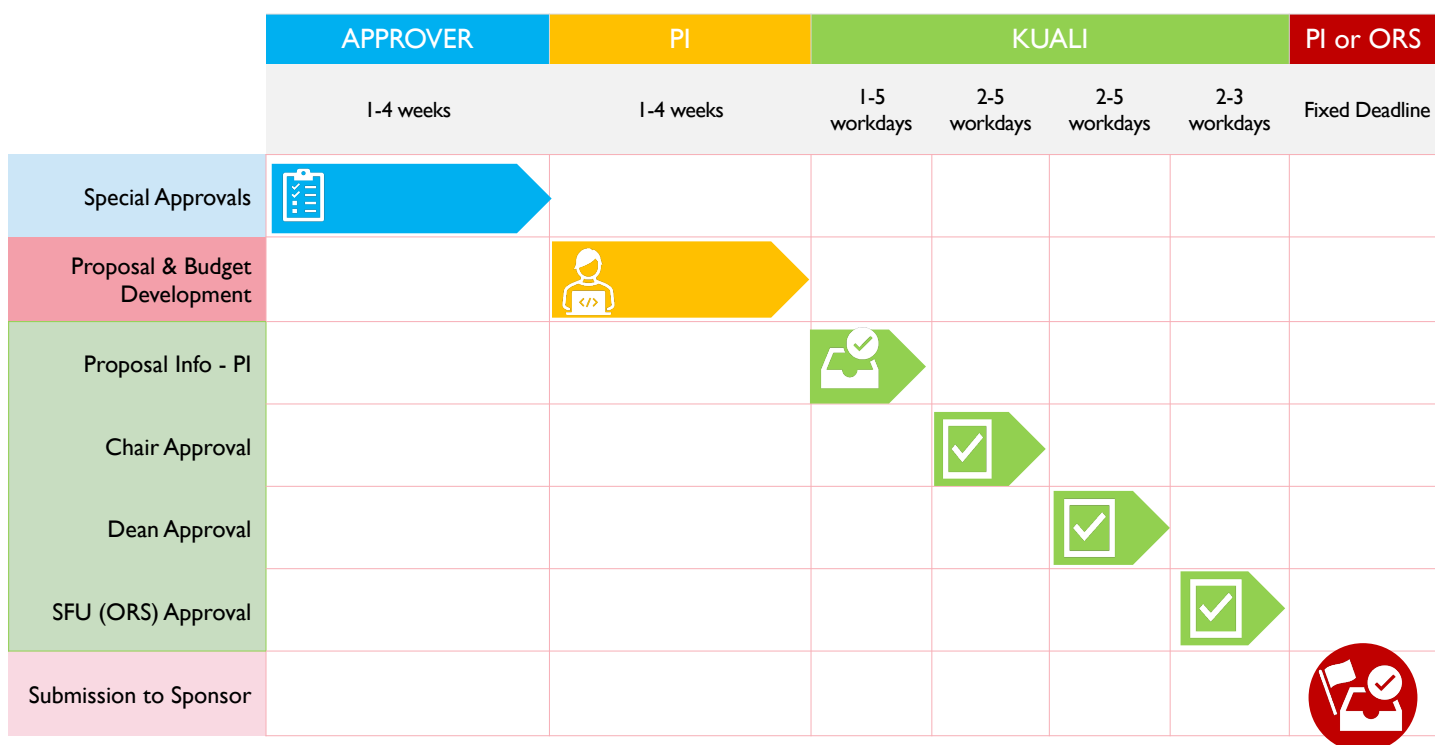 APPROVER
PI
KUALI
PI or ORS
1-4 weeks
1-4 weeks
1-5
workdays
2-5
workdays
2-5
workdays
2-3
workdays
Fixed Deadline
Special Approvals
Proposal & Budget
Development
</>
Proposal Info - PI
Chair Approval
Dean Approval
SFU (ORS) Approval
Submission to Sponsor